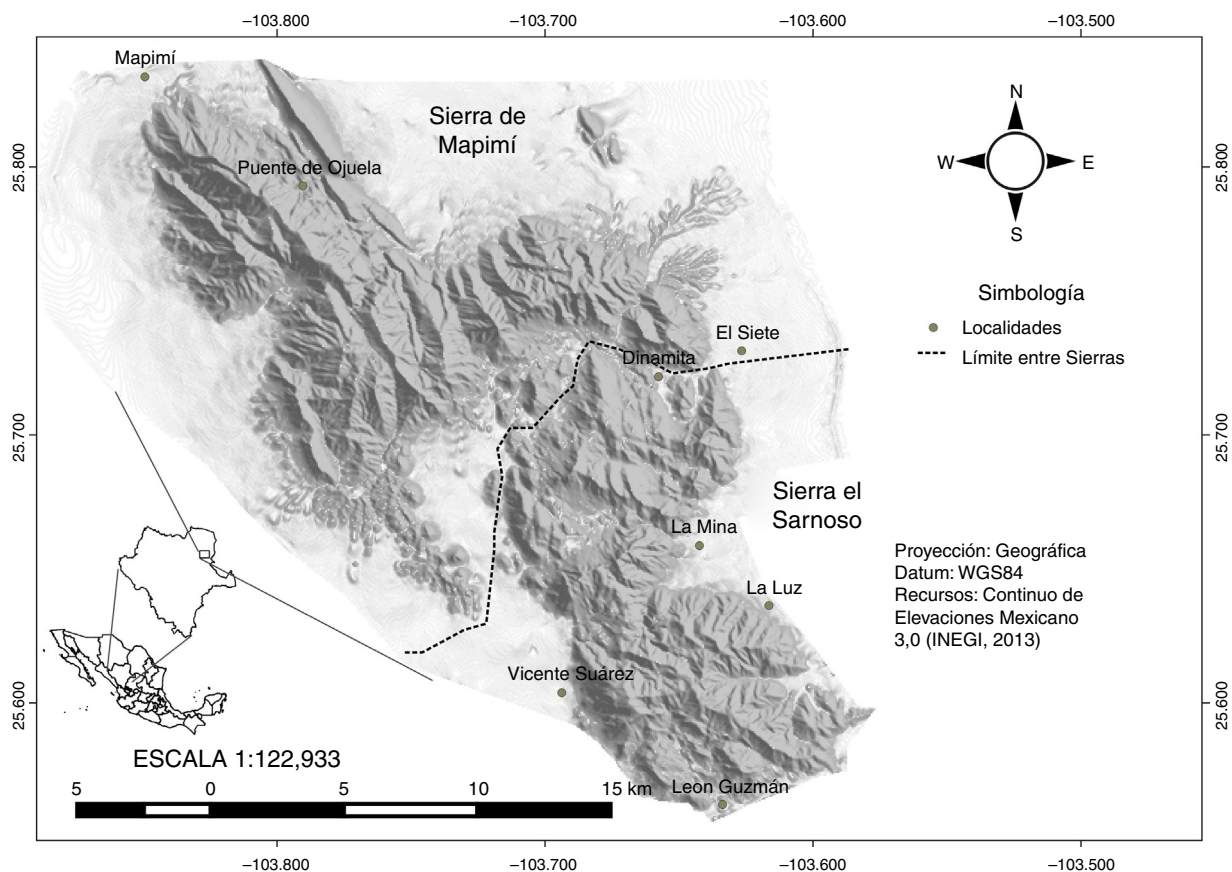 −103.800
−103.700
−103.600
−103.500
Mapimí
Sierra de
Mapimí
N
25.800
Puente de Ojuela
W
E
25.800
S
Simbología
El Siete
Localidades
Dinamita
Límite entre Sierras
25.700
25.700
Sierra el
Sarnoso
La Mina
Proyección: Geográfica
Datum: WGS84
La Luz
Recursos: Continuo de
Elevaciones Mexicano
3,0 (INEGI, 2013)
Vicente Suárez
25.600
25.600
ESCALA 1:122,933
Leon Guzmán
5
0
5
10
15 km
−103.800
−103.700
−103.600
−103.500